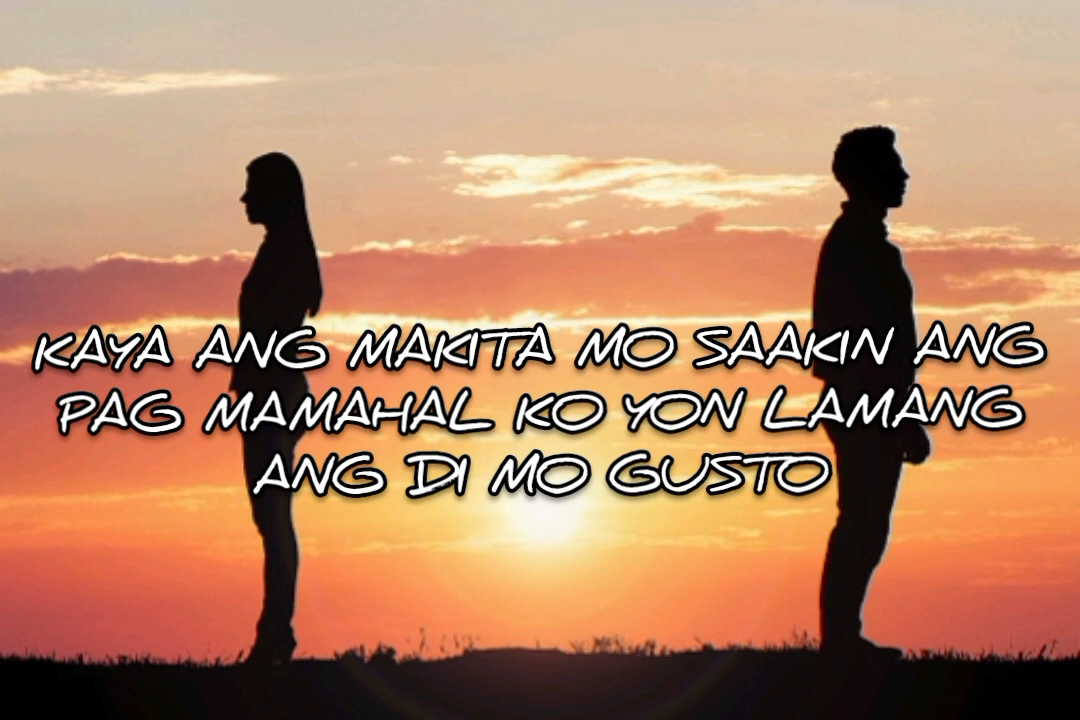 KAYA ANG MAKITA MO SAAKIN ANG
PAG MAMAHAL KO YON LAMANG
ANG DI MO GUSTO